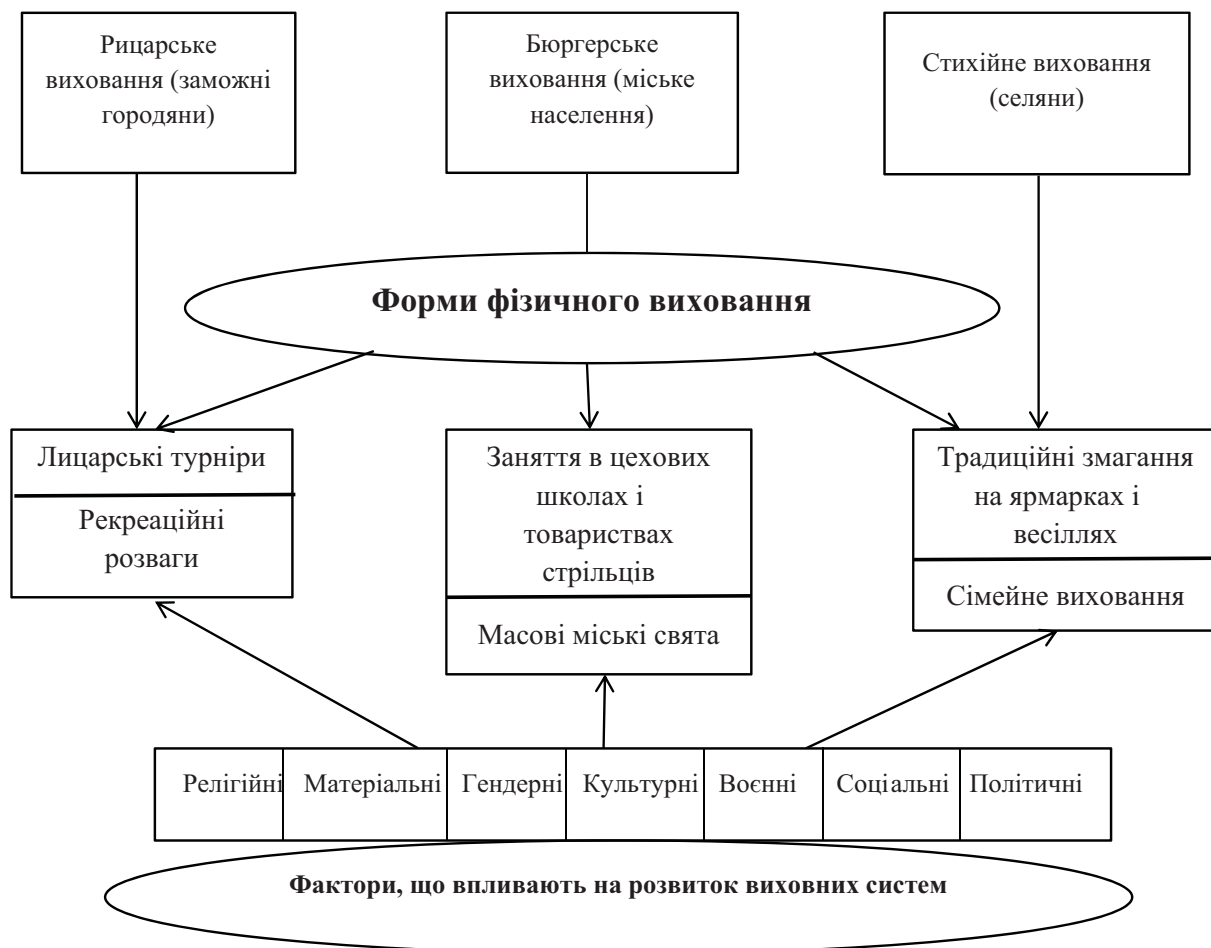 Рицарське
виховання (заможні
городяни)
Бюргерське
виховання (міське
населення)
Стихійне виховання
(селяни)
Форми фізичного виховання
Лицарські турніри
Рекреаційні
розваги
Заняття в цехових
школах і
товариствах
стрільців
Масові міські свята
Традиційні змагання
на ярмарках і
весіллях
Сімейне виховання
Релігійні Матеріальні Гендерні Культурні Воєнні Соціальні Політичні
Фактори, що впливають на розвиток виховних систем